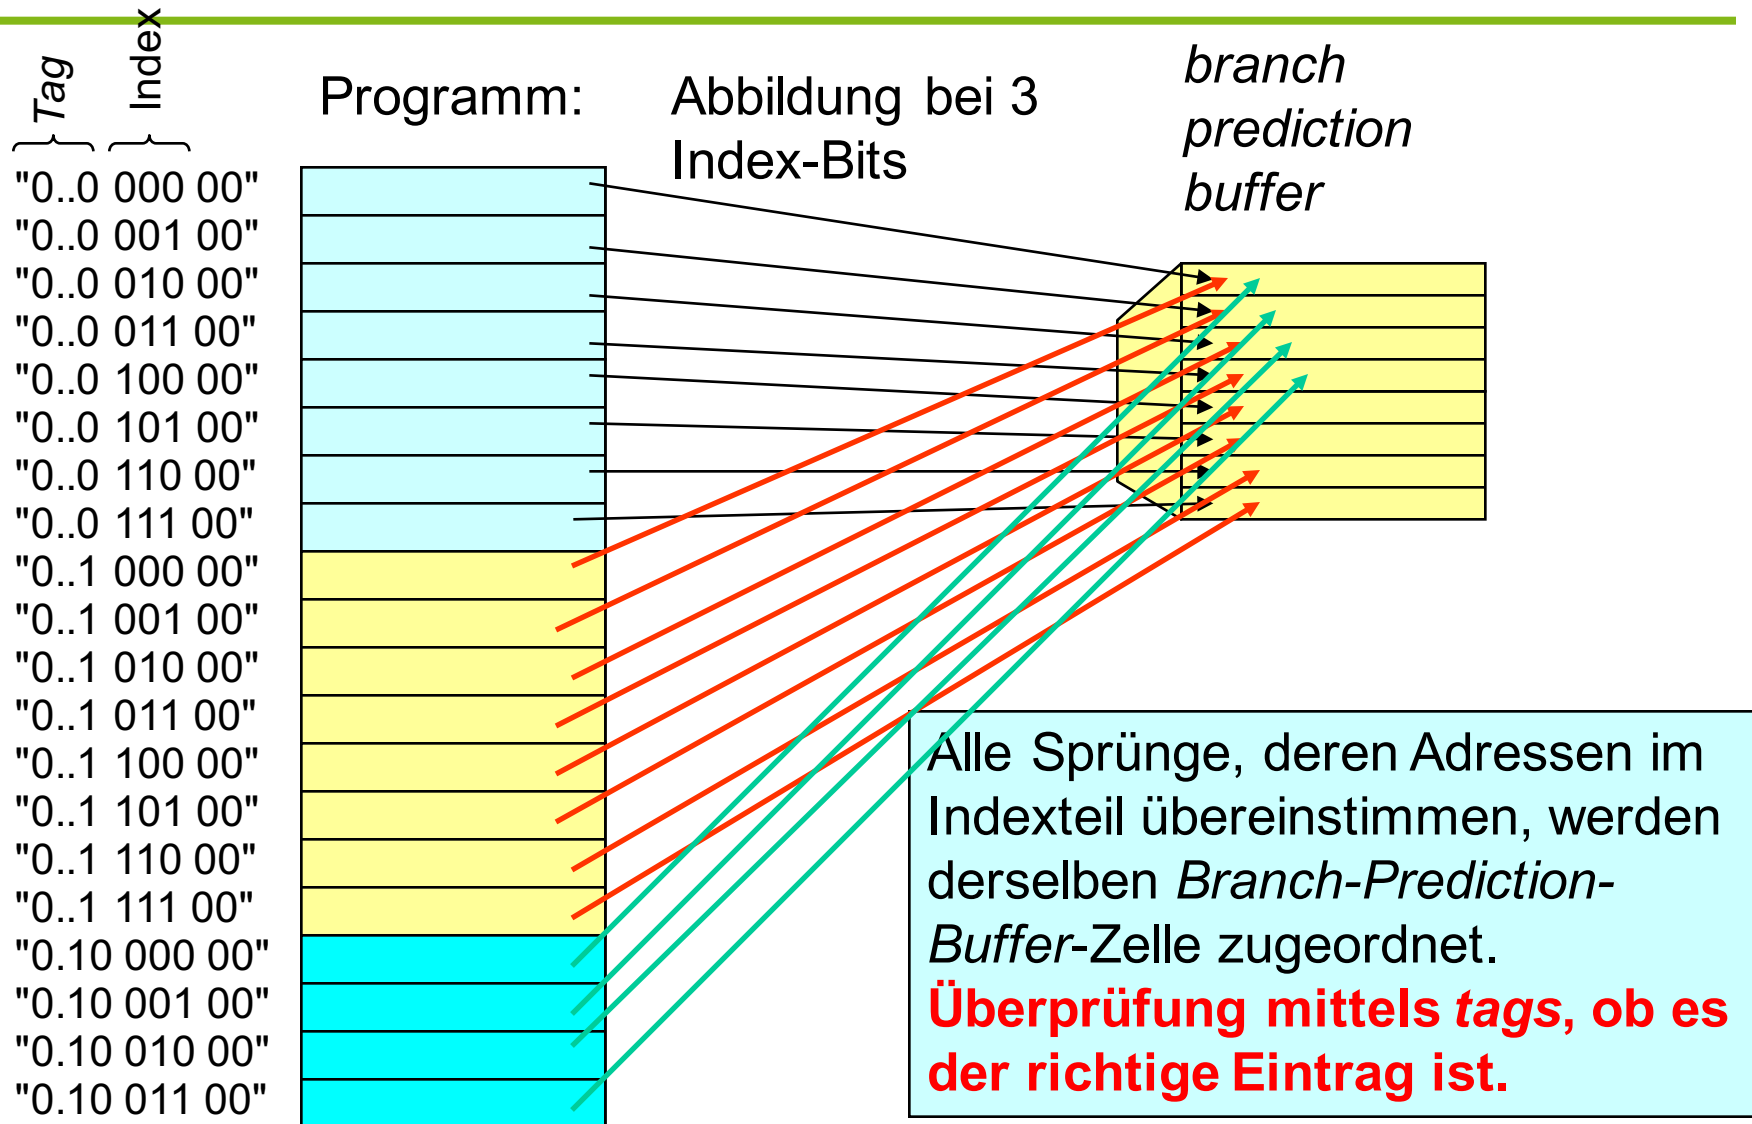 Tag
Index
Programm:
Abbildung bei 3
Index-Bits
branch
prediction
buffer
"0..0 000 00"
"0..0 001 00"
"0..0 010 00"
"0..0 011 00"
"0..0 100 00"
"0..0 101 00"
"0..0 110 00"
"0..0 111 00"
"0..1 000 00"
"0..1 001 00"
"0..1 010 00"
"0..1 011 00"
"0..1 100 00"
"0..1 101 00"
"0..1 110 00"
"0..1 111 00"
"0.10 000 00"
"0.10 001 00"
"0.10 010 00"
"0.10 011 00"
Alle Sprünge, deren Adressen im
Indexteil übereinstimmen, werden
derselben Branch-Prediction-
Buffer-Zelle zugeordnet.
Überprüfung mittels tags, ob es
der richtige Eintrag ist.